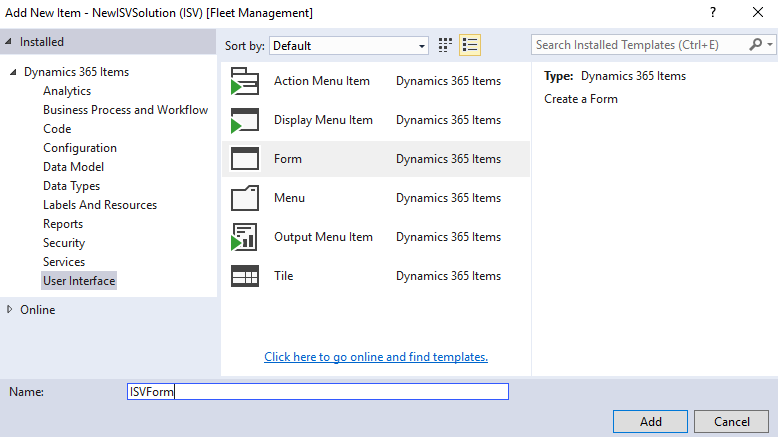 Add New Item - NewISVSolution (ISV) [Fleet Management]
Installed
Sort by: Default
Search Installed Templates (Ctrl+E)
Dynamics 365 Items
Analytics
Business Process and Workflow
Code
Configuration
Data Model
Data Types
Labels And Resources
Reports
Security
Services
User Interface
Online
Action Menu Item Dynamics 365 Items
Display Menu Item Dynamics 365 Items
Form Dynamics 365 Items
Menu Dynamics 365 Items
Output Menu Item Dynamics 365 Items
Tile Dynamics 365 Items
Click here to go online and find templates.
Type: Dynamics 365 Items
Create a Form
Name: ISVForm
Add Cancel